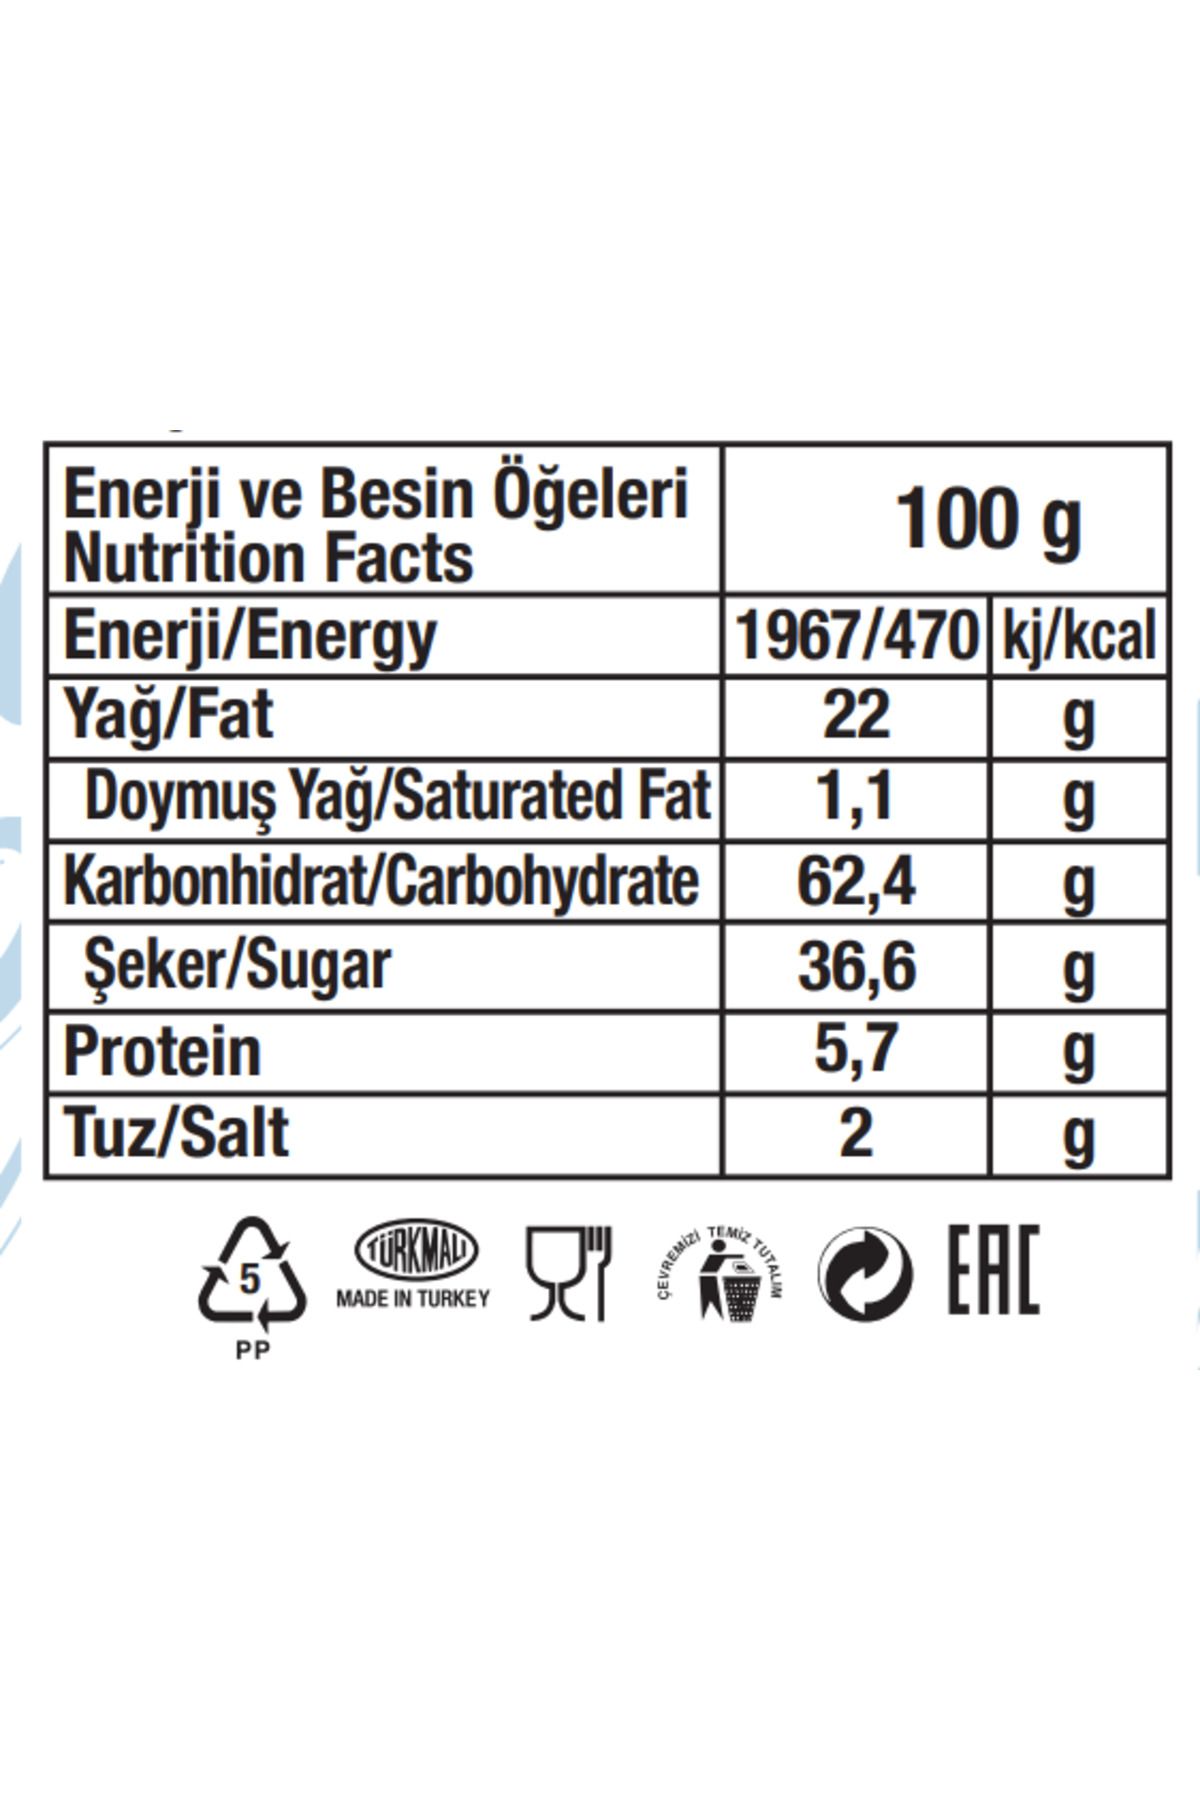 Enerji ve Besin Öğeleri
Nutrition Facts
100 g
Enerji/Energy 1967/470 kj/kcal
Yağ/Fat 22 g
Doymuş Yağ/Saturated Fat 1,1 g
Karbonhidrat/Carbohydrate 62,4 g
Şeker/Sugar 36,6 g
Protein 5,7 g
Tuz/Salt 2 g
5
PP
TÜRKMALI
MADE IN TURKEY
ÇEVREMİZİ TEMİZ TUTALIM
EAC